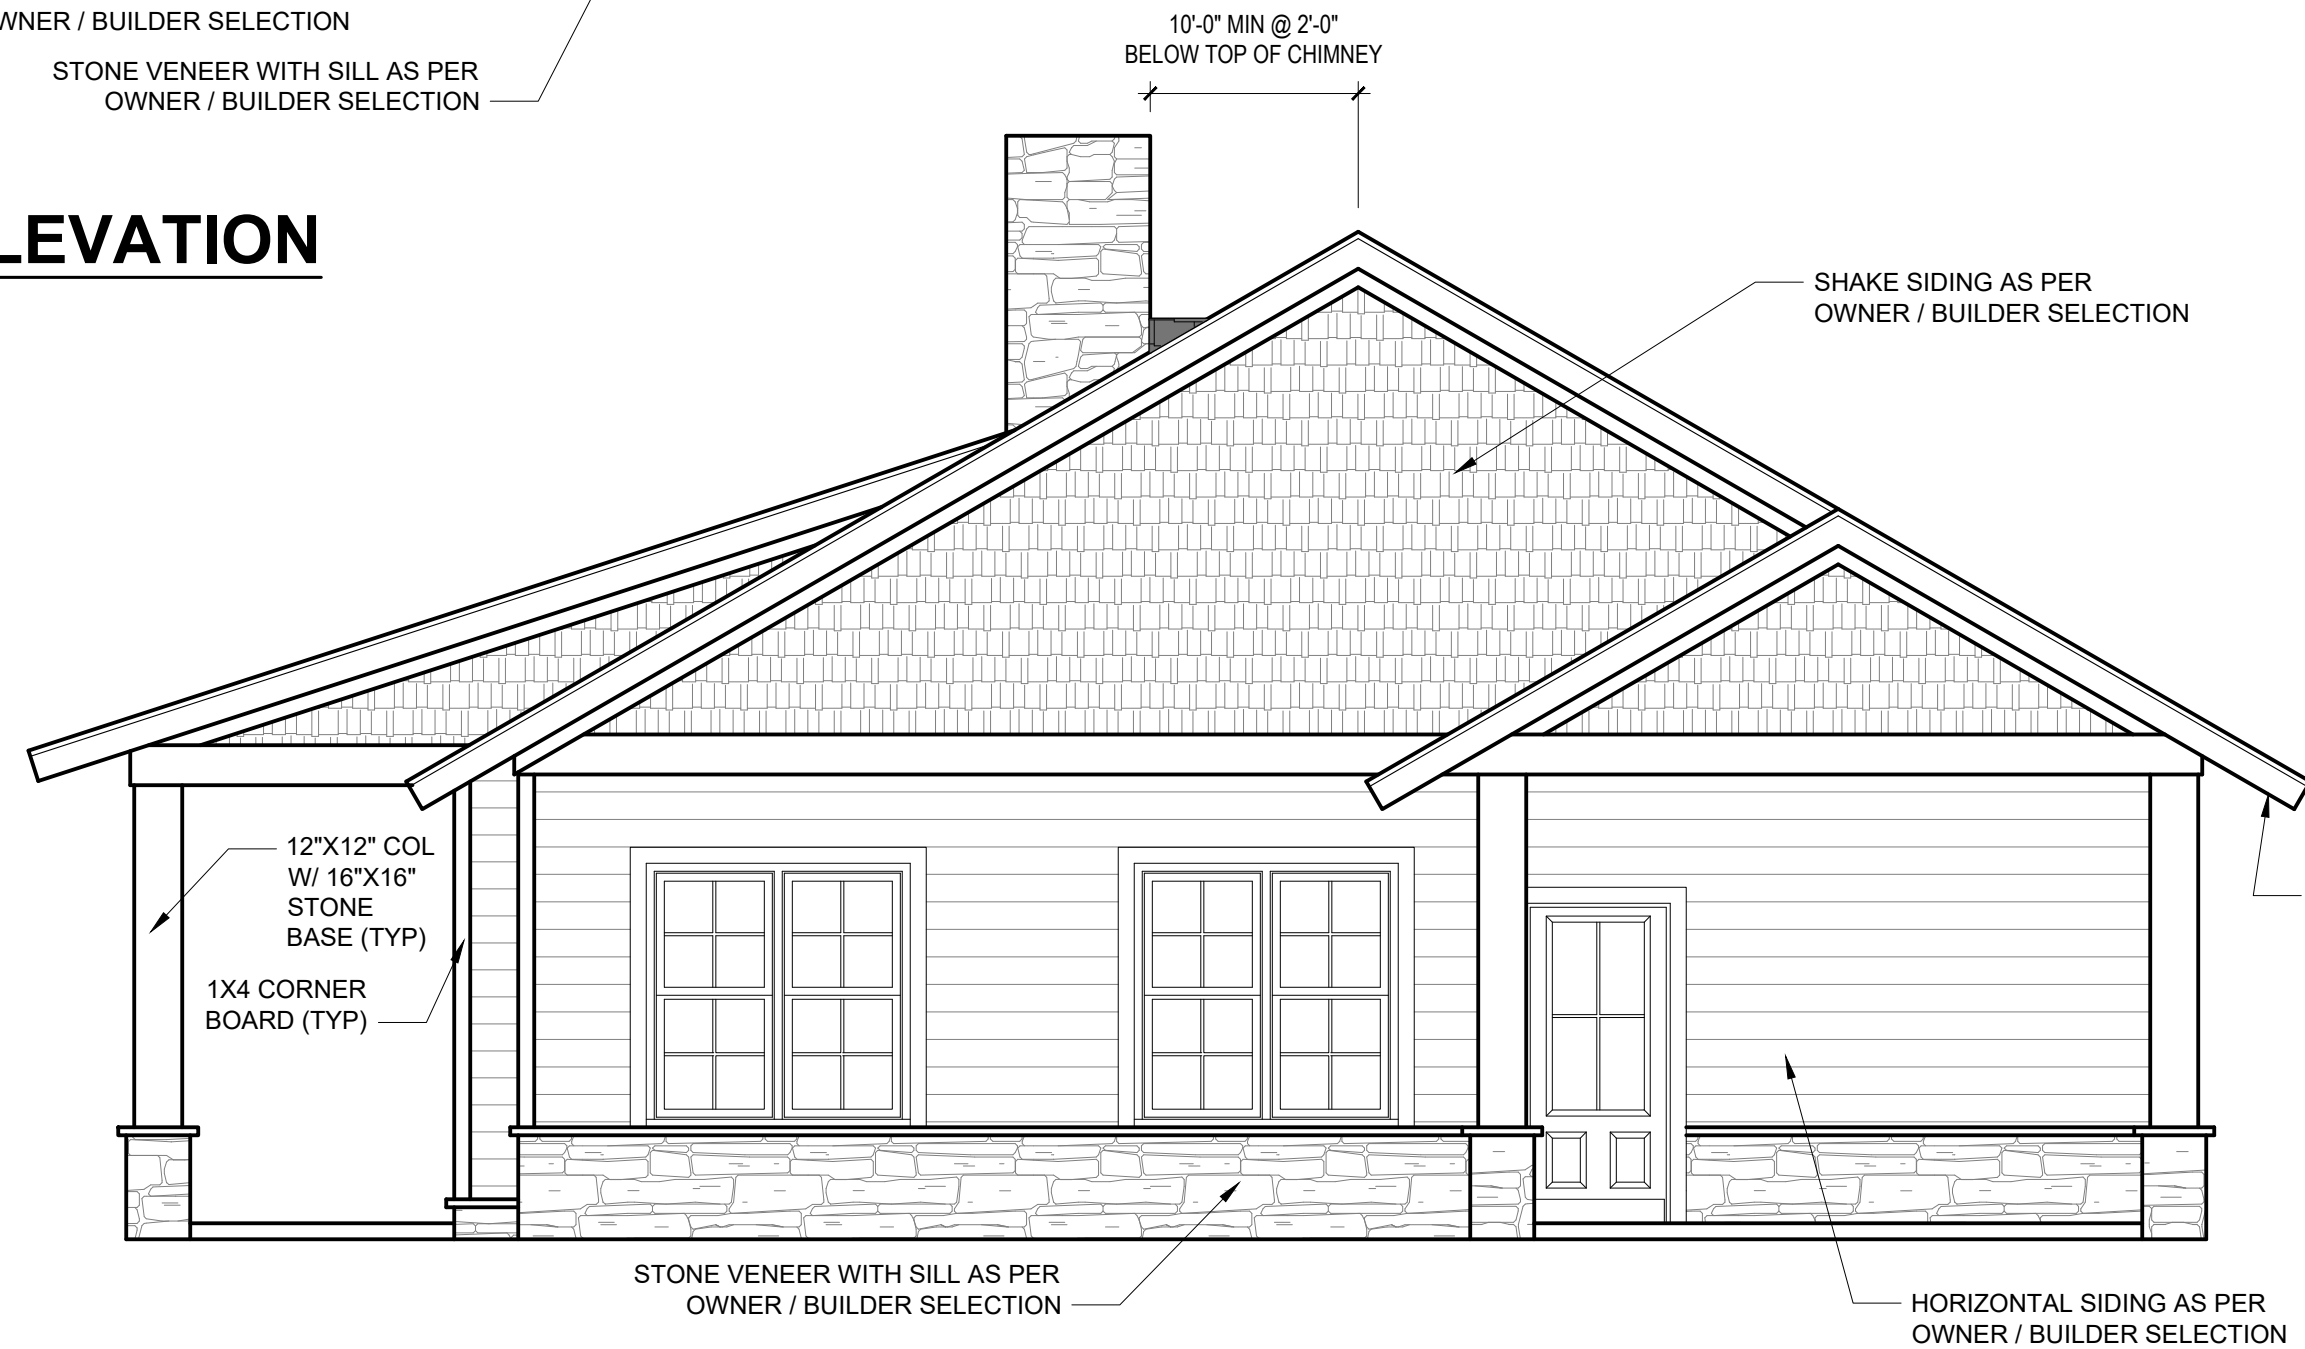 OWNER / BUILDER SELECTION
STONE VENEER WITH SILL AS PER
OWNER / BUILDER SELECTION
LEVATION
10'-0" MIN @ 2'-0"
BELOW TOP OF CHIMNEY
SHAKE SIDING AS PER
OWNER / BUILDER SELECTION
12"X12" COL
W/ 16"X16"
STONE
BASE (TYP)
1X4 CORNER
BOARD (TYP)
STONE VENEER WITH SILL AS PER
OWNER / BUILDER SELECTION
HORIZONTAL SIDING AS PER
OWNER / BUILDER SELECTION